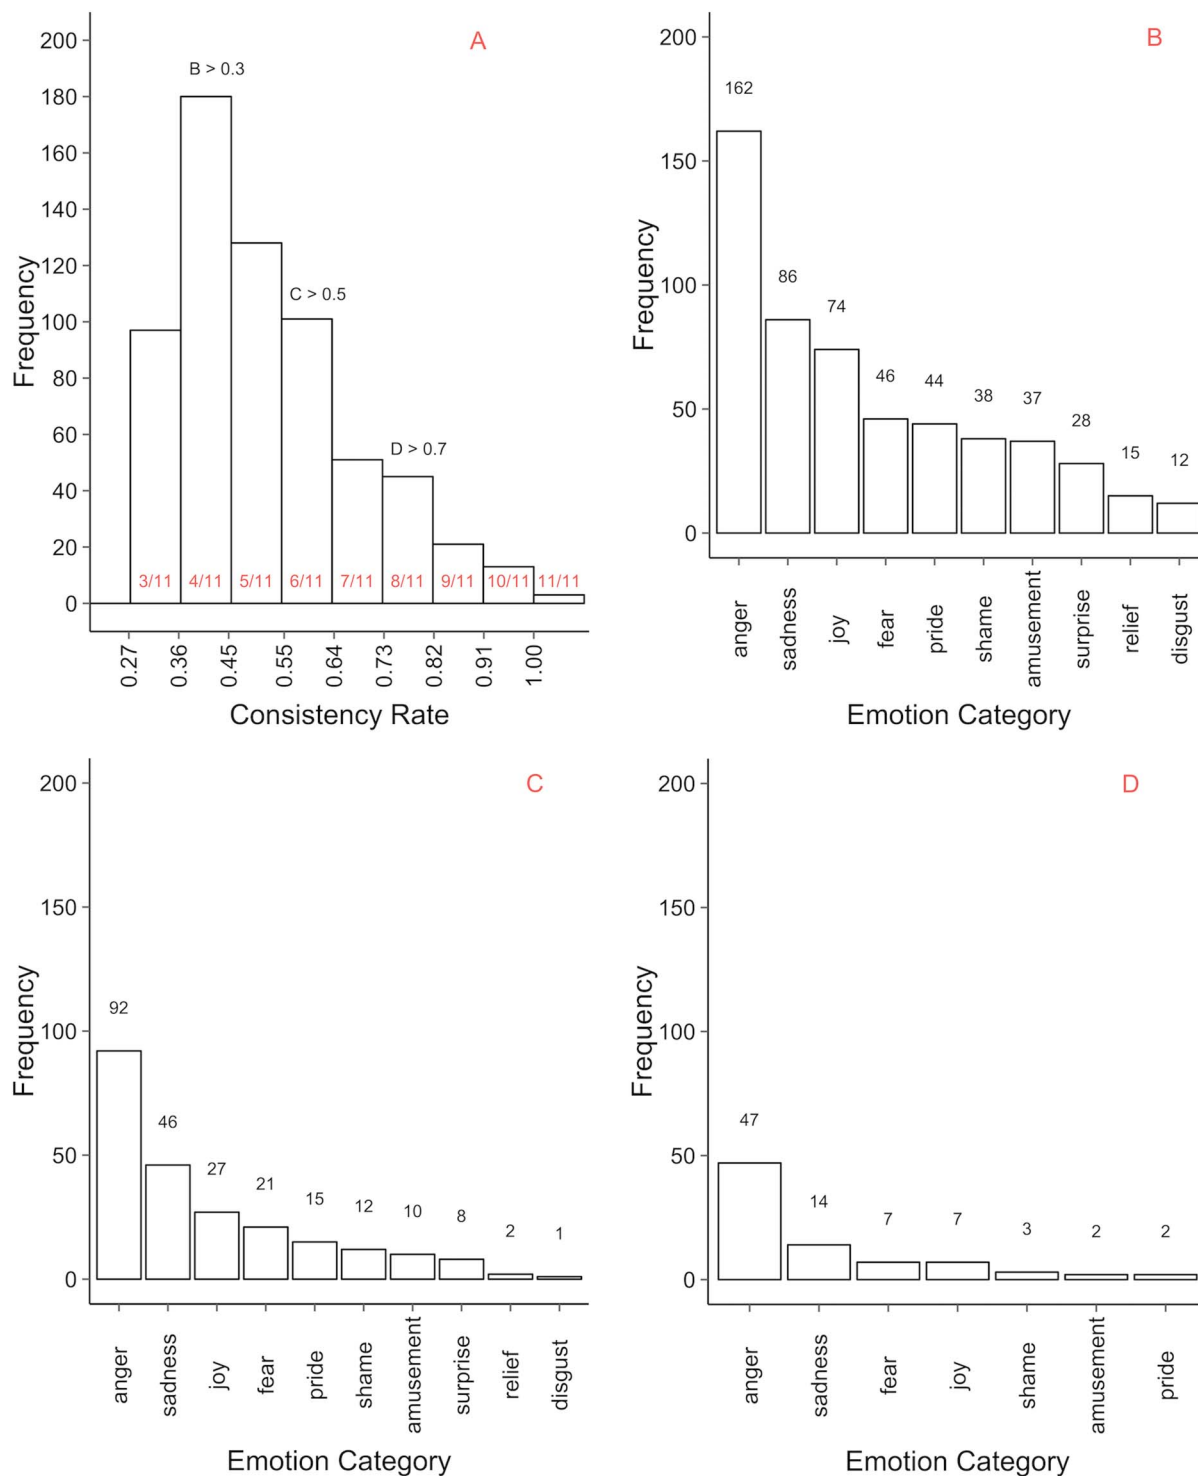 A
B > 0.3
C > 0.5
D > 0.7
Frequency
200
180
160
140
120
100
80
60
40
20
0
3/11 4/11 5/11 6/11 7/11 8/11 9/11 10/11 11/11
0.27 0.36 0.45 0.55 0.64 0.73 0.82 0.91 1.00
Consistency Rate
B
Frequency
200
150
100
50
0
162 86 74 46 44 38 37 28 15 12
anger sadness joy fear pride shame amusement surprise relief disgust
Emotion Category
C
Frequency
200
150
100
50
0
92 46 27 21 15 12 10 8 2 1
anger sadness joy fear pride shame amusement surprise relief disgust
Emotion Category
D
Frequency
200
150
100
50
0
47 14 7 7 3 2 2
anger sadness fear joy shame amusement pride
Emotion Category